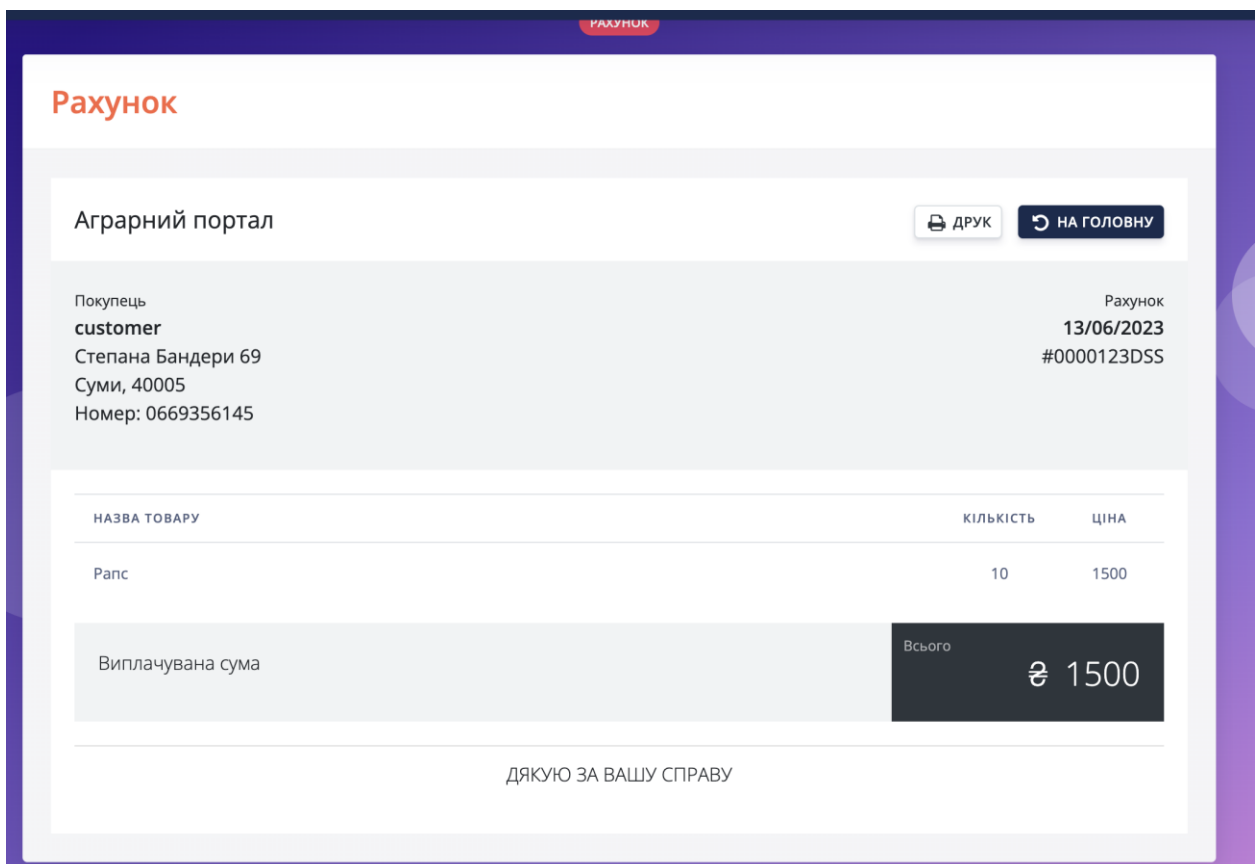 РАХУНОК
Рахунок
Аграрний портал
ДРУК
НА ГОЛОВНУ
Покупець
Рахунок
customer
13/06/2023
Степана Бандери 69
#0000123DSS
Суми, 40005
Номер: 0669356145
НАЗВА ТОВАРУ КІЛЬКІСТЬ ЦІНА
Рапс 10 1500
Виплачувана сума
Всього
₴ 1500
ДЯКУЮ ЗА ВАШУ СПРАВУ